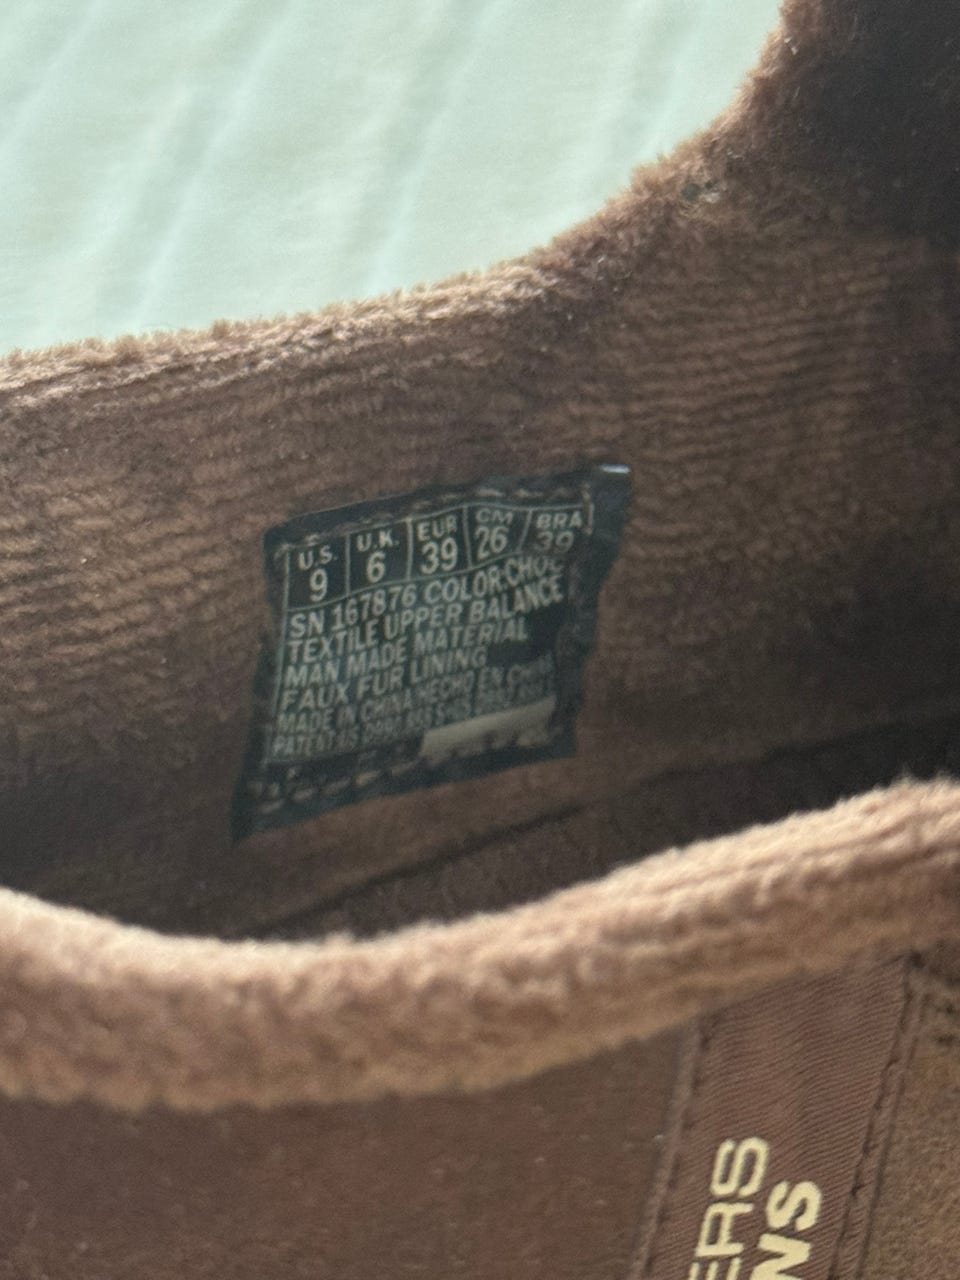 U.S. U.K. EUR CM BRA
9 6 39 26 39
SN 167876 COLOR:CHOC
TEXTILE UPPER BALANCE
MAN MADE MATERIAL
FAUX FUR LINING
MADE IN CHINA/HECHO EN CHINA
PATENT
ERS
NS